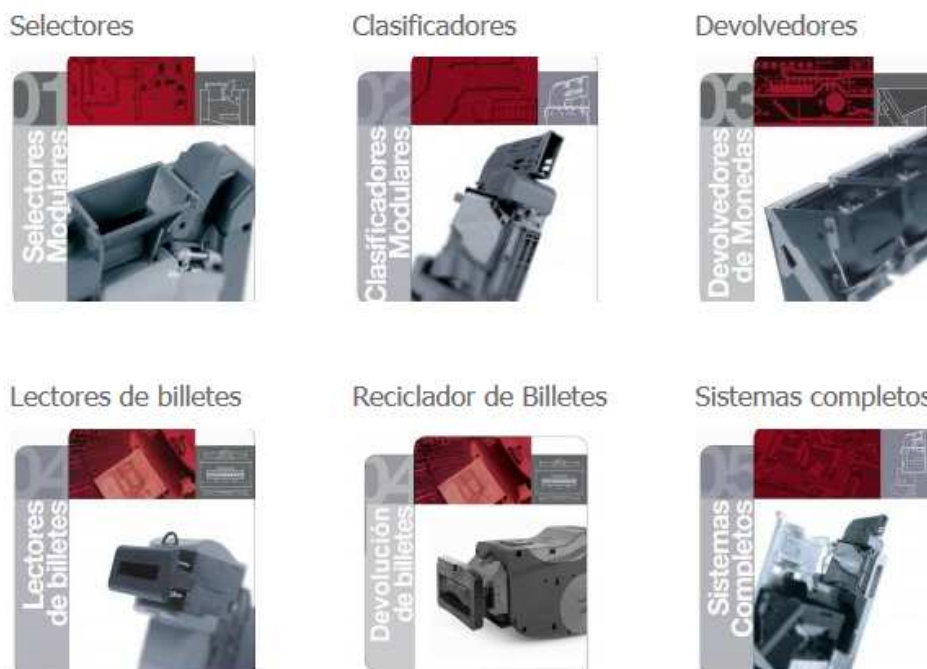 Selectores
Clasificadores
Devolvedores
01
Selectores
Modulares
02
Clasificadores
Modulares
03
Devolvedores
de Monedas
Lectores de billetes
Reciclador de Billetes
Sistemas completos
04
Lectores
de billetes
04
Devolución
de billetes
05
Sistemas
Completos